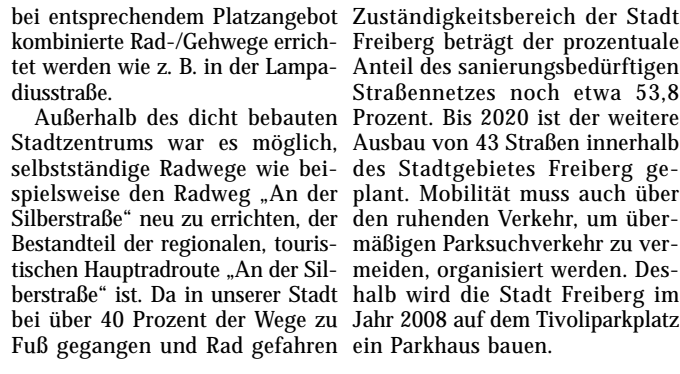 bei entsprechendem Platzangebot
kombinierte Rad-/Gehwege errich-
tet werden wie z. B. in der Lampa-
diusstraße.
Außerhalb des dicht bebauten
Stadtzentrums war es möglich,
selbstständige Radwege wie bei-
spielsweise den Radweg „An der
Silberstraße“ neu zu errichten, der
Bestandteil der regionalen, touris-
tischen Hauptradroute „An der Sil-
berstraße“ ist. Da in unserer Stadt
bei über 40 Prozent der Wege zu
Fuß gegangen und Rad gefahren
Zuständigkeitsbereich der Stadt
Freiberg beträgt der prozentuale
Anteil des sanierungsbedürftigen
Straßennetzes noch etwa 53,8
Prozent. Bis 2020 ist der weitere
Ausbau von 43 Straßen innerhalb
des Stadtgebietes Freiberg ge-
plant. Mobilität muss auch über
den ruhenden Verkehr, um über-
mäßigen Parksuchverkehr zu ver-
meiden, organisiert werden. Des-
halb wird die Stadt Freiberg im
Jahr 2008 auf dem Tivoliparkplatz
ein Parkhaus bauen.